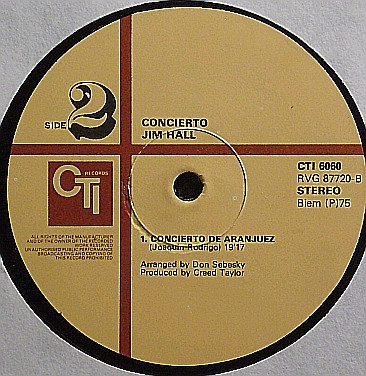 SIDE 2
CONCIERTO
JIM HALL
CTI RECORDS
CTI 6060
RVG 87720-B
STEREO
Biem (P)75
ALL RIGHTS OF THE MANUFACTURER
AND OF THE OWNER OF THE RECORDED
WORK RESERVED
UNAUTHORISED PUBLIC PERFORMANCE
BROADCASTING AND COPYING OF
THIS RECORD PROHIBITED
1. CONCIERTO DE ARANJUEZ
(Joaquin Rodrigo) 19'17
Arranged by Don Sebesky
Produced by Creed Taylor